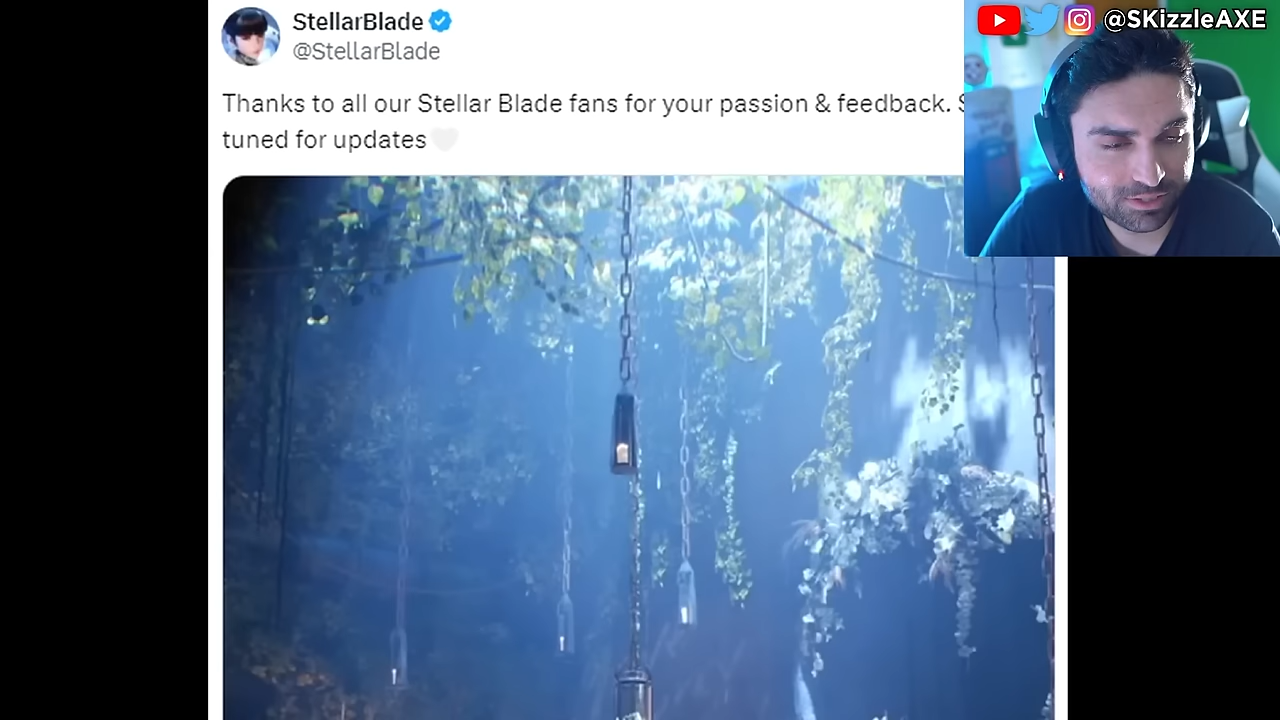 StellarBlade
@StellarBlade
@SKizzleAXE
Thanks to all our Stellar Blade fans for your passion & feedback.
tuned for updates🤍